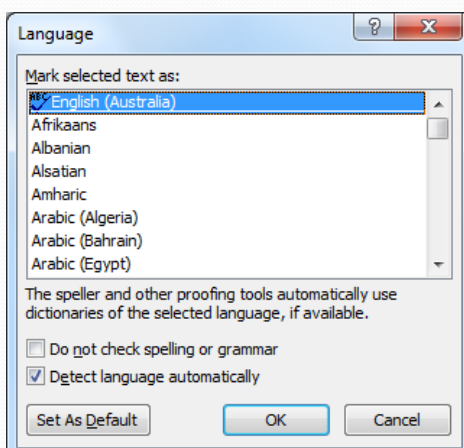 Language
?
X
Mark selected text as:
ABC English (Australia)
Afrikaans
Albanian
Alsatian
Amharic
Arabic (Algeria)
Arabic (Bahrain)
Arabic (Egypt)
The speller and other proofing tools automatically use
dictionaries of the selected language, if available.
Do not check spelling or grammar
Detect language automatically
Set As Default
OK
Cancel